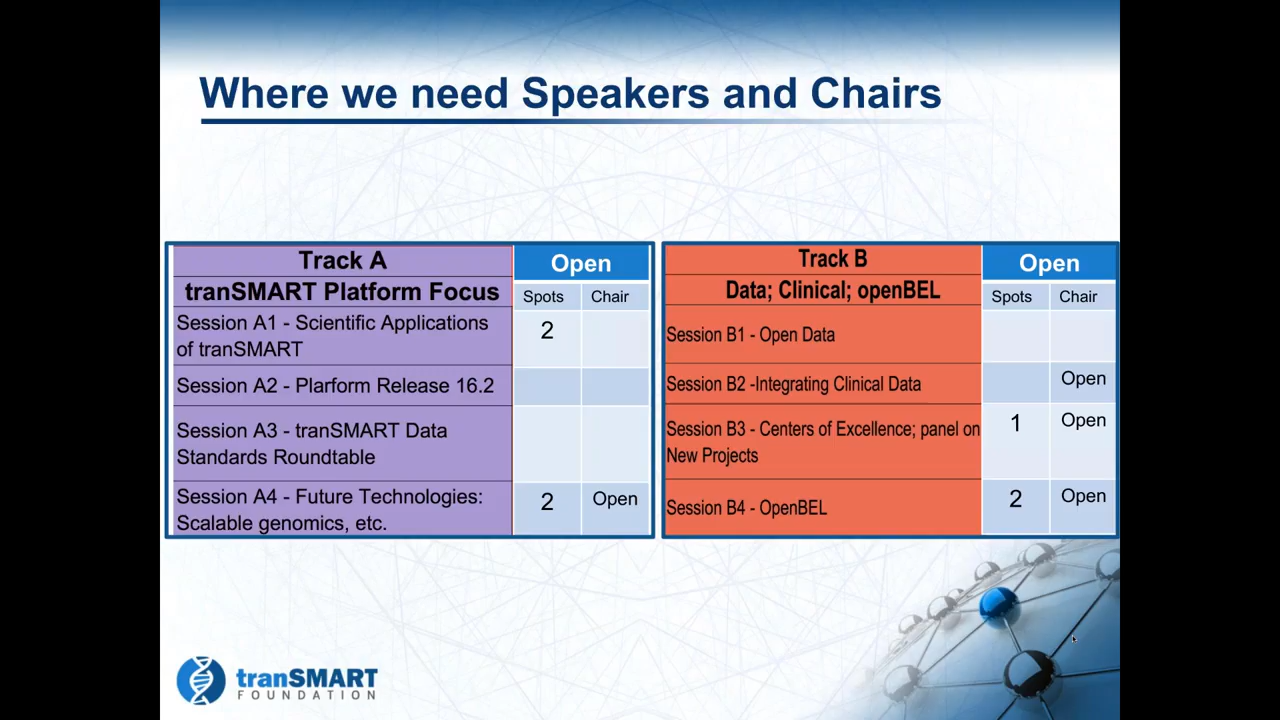 Where we need Speakers and Chairs
Track A
Open
tranSMART Platform Focus
Spots
Chair
Session A1 - Scientific Applications
of tranSMART
2
Session A2 - Plarform Release 16.2
Session A3 - tranSMART Data
Standards Roundtable
Session A4 - Future Technologies:
Scalable genomics, etc.
2
Open
Track B
Open
Data; Clinical; openBEL
Spots
Chair
Session B1 - Open Data
Session B2 -Integrating Clinical Data
Open
Session B3 - Centers of Excellence; panel on
New Projects
1
Open
Session B4 - OpenBEL
2
Open
tranSMART
FOUNDATION